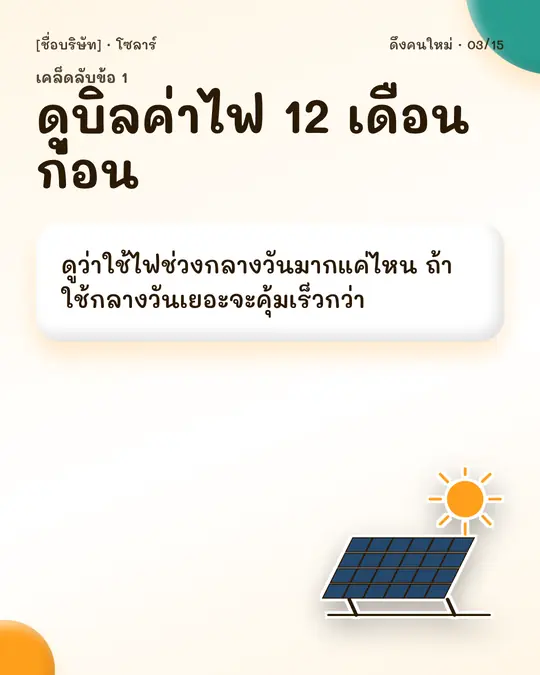 [ชื่อบริษัท] · โซลาร์
ดึงคนใหม่ · 03/15
เคล็ดลับข้อ 1
ดูบิลค่าไฟ 12 เดือน
ก่อน
ดูว่าใช้ไฟช่วงกลางวันมากแค่ไหน ถ้า
ใช้กลางวันเยอะจะคุ้มเร็วกว่า